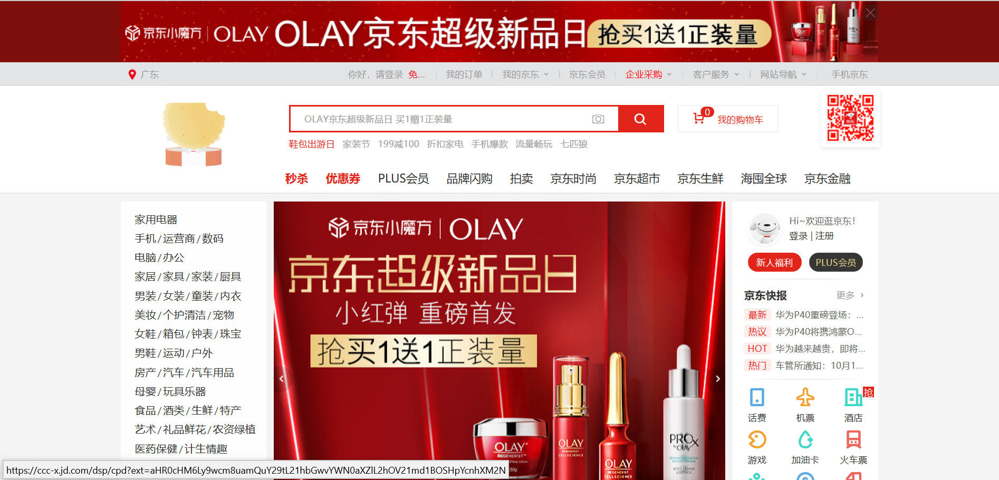 京东小魔方 OLAY OLAY京东超级新品日 抢买1送1正装量
广东 你好，请登录 免... 我的订单 我的京东 京东会员 企业采购 客户服务 网站导航 手机京东
OLAY京东超级新品日 买1赠1正装量
0 我的购物车
鞋包出游日 家装节 199减100 折扣家电 手机爆款 流量畅玩 七匹狼
秒杀 优惠券 PLUS会员 品牌闪购 拍卖 京东时尚 京东超市 京东生鲜 海囤全球 京东金融
家用电器
手机/运营商/数码
电脑/办公
家居/家具/家装/厨具
男装/女装/童装/内衣
美妆/个护清洁/宠物
女鞋/箱包/钟表/珠宝
男鞋/运动/户外
房产/汽车/汽车用品
母婴/玩具乐器
食品/酒类/生鲜/特产
艺术/礼品鲜花/农资绿植
医药保健/计生情趣
京东小魔方 OLAY
京东超级新品日
小红弹 重磅首发
抢买1送1正装量
OLAY
REGENERIST
50g
OLAY
REGENERIST
CELLSCIENCE
OLAY
REGENERIST
CELLSCIENCE
PROX
by OLAY
Hi~欢迎逛京东！
登录 | 注册
新人福利 PLUS会员
京东快报 更多
最新 华为P40重磅登场：...
热议 华为P40将携鸿蒙O...
HOT 华为越来越贵，即将...
热门 车管所通知：10月1...
抢
话费 机票 酒店
游戏 加油卡 火车票
https://ccc-x.jd.com/dsp/cpd?ext=aHR0cHM6Ly9wcm8uamQuY29tL21hbGwvYWN0aXZlL2hOV21md1BOSHpYcnhXM2N